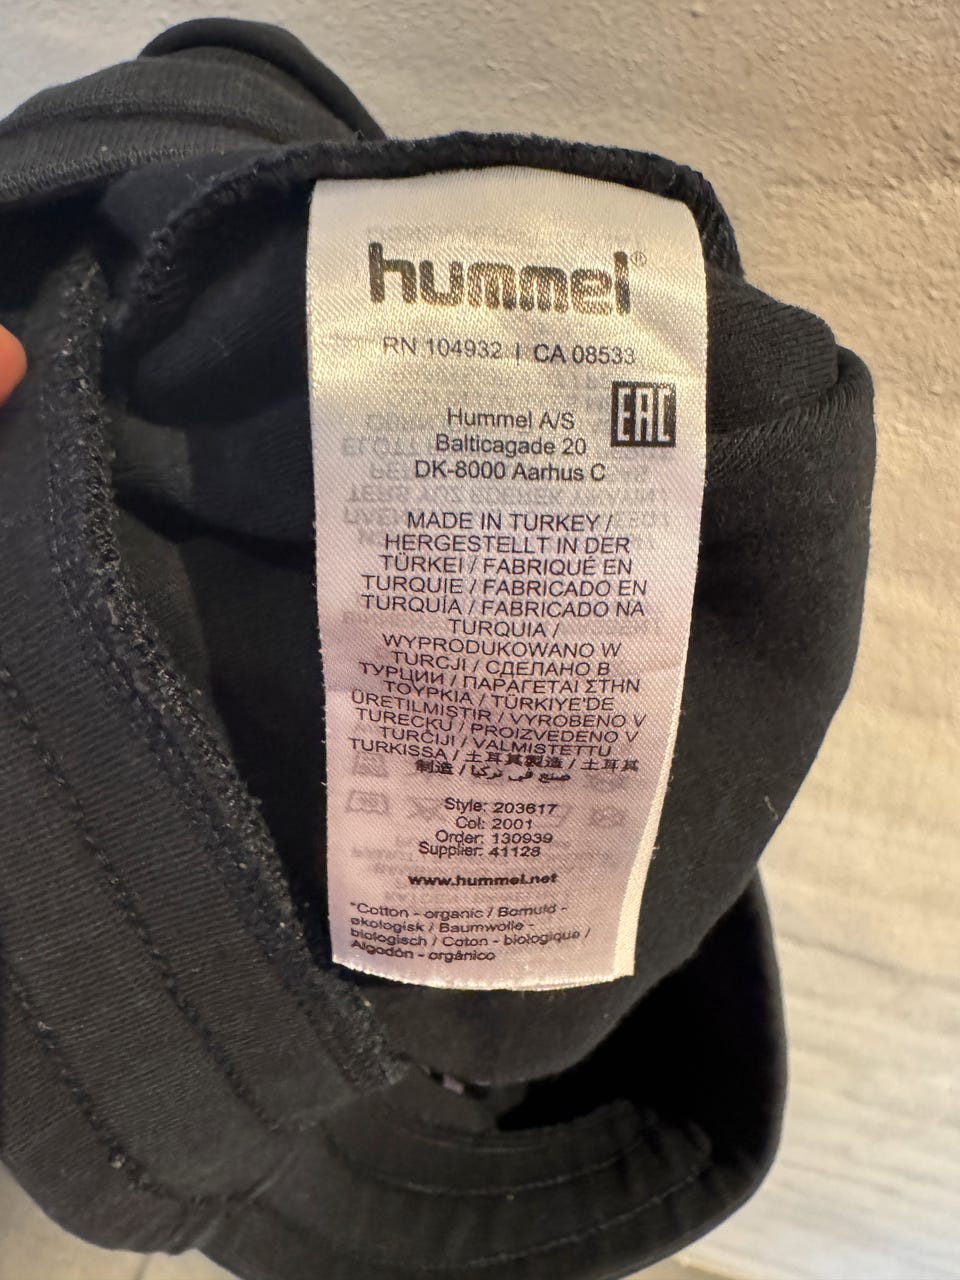 hummel®
RN 104932 | CA 08533
EAC
Hummel A/S
Balticagade 20
DK-8000 Aarhus C
MADE IN TURKEY /
HERGESTELLT IN DER
TÜRKEI / FABRIQUÉ EN
TURQUIE / FABRICADO EN
TURQUÍA / FABRICADO NA
TURQUIA /
WYPRODUKOWANO W
TURCJI / СДЕЛАНО В
ТУРЦИИ / ΠΑΡΑΓΕΤΑΙ ΣΤΗΝ
ΤΟΥΡΚΙΑ / TÜRKIYE'DE
ÜRETILMISTIR / VYROBENO V
TURECKU / PROIZVEDENO V
TURČIJI / VALMISTETTU
TURKISSA / 土耳其製造 / 土耳其
制造 / صنع في تركيا
Style: 203617
Col: 2001
Order: 130939
Supplier: 41128
www.hummel.net
*Cotton - organic / Bomuld -
økologisk / Baumwolle -
biologisch / Coton - biologique /
Algodón - orgánico